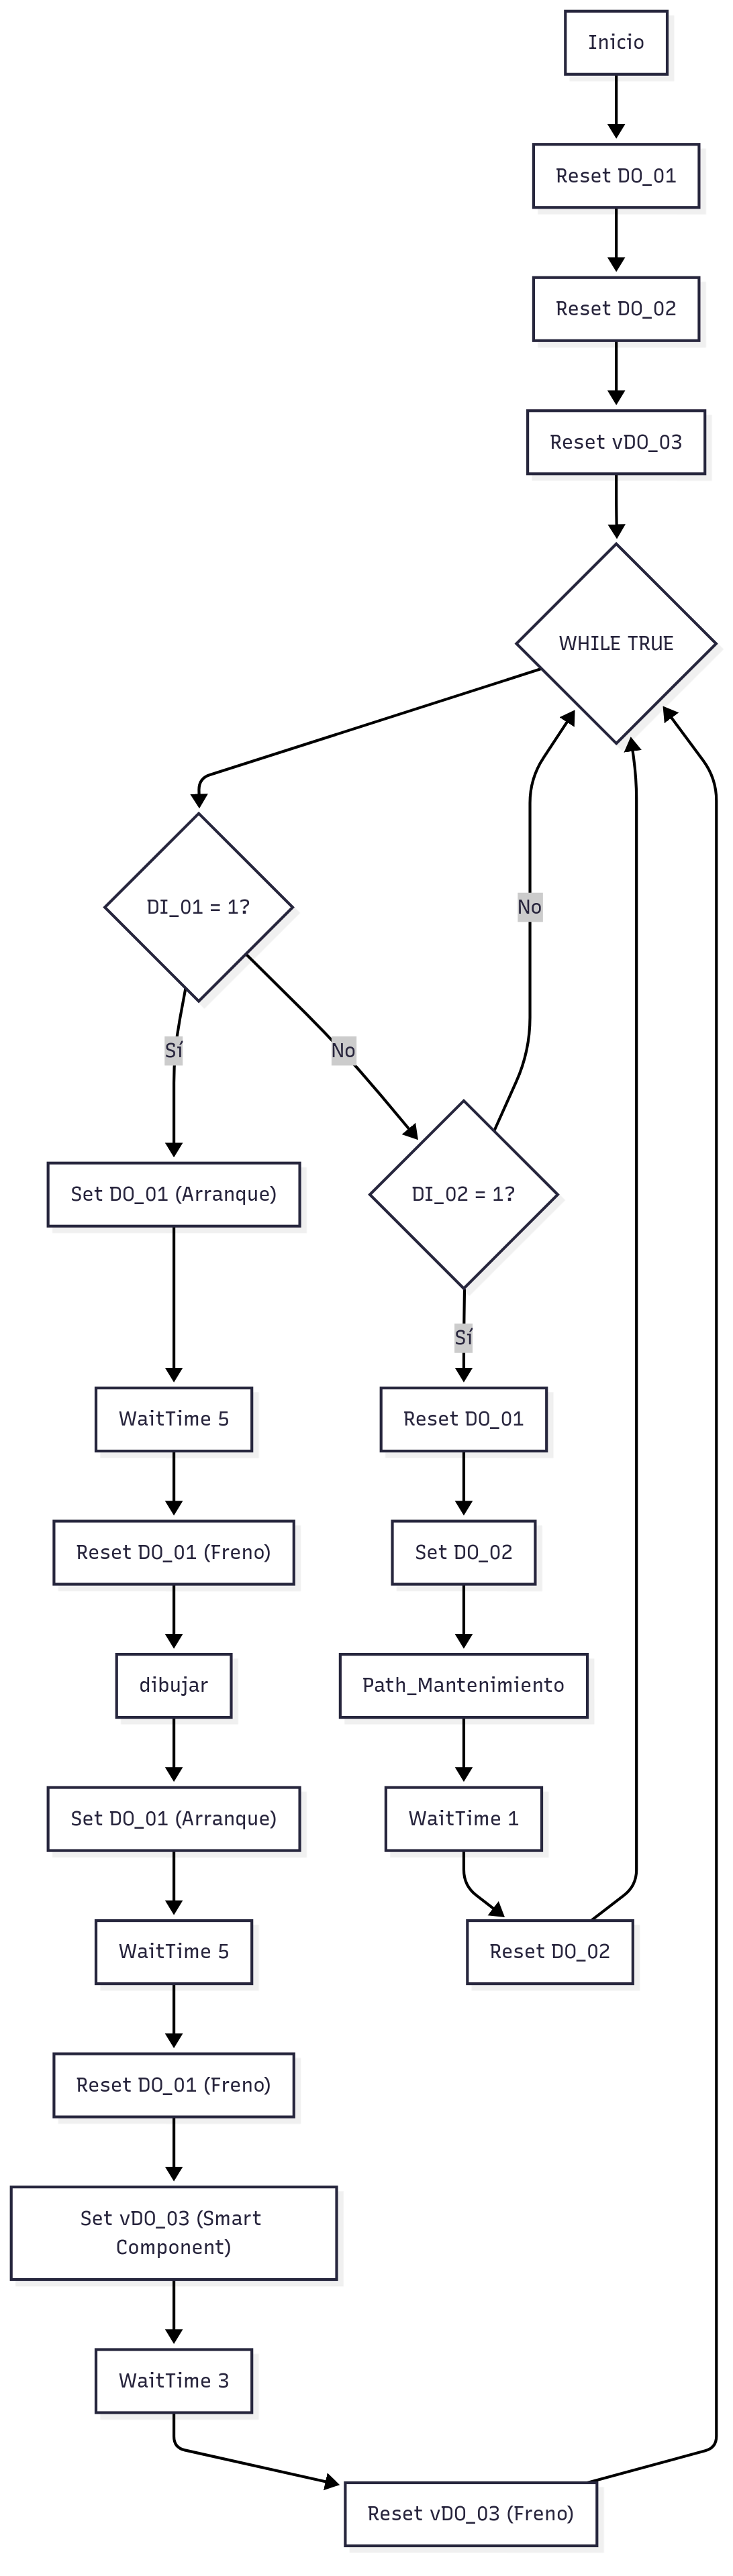 Inicio
Reset DO_01
Reset DO_02
Reset vDO_03
WHILE TRUE
DI_01 = 1?
No
Sí
No
Set DO_01 (Arranque)
DI_02 = 1?
Sí
WaitTime 5
Reset DO_01
Reset DO_01 (Freno)
Set DO_02
dibujar
Path_Mantenimiento
Set DO_01 (Arranque)
WaitTime 1
WaitTime 5
Reset DO_02
Reset DO_01 (Freno)
Set vDO_03 (Smart
Component)
WaitTime 3
Reset vDO_03 (Freno)